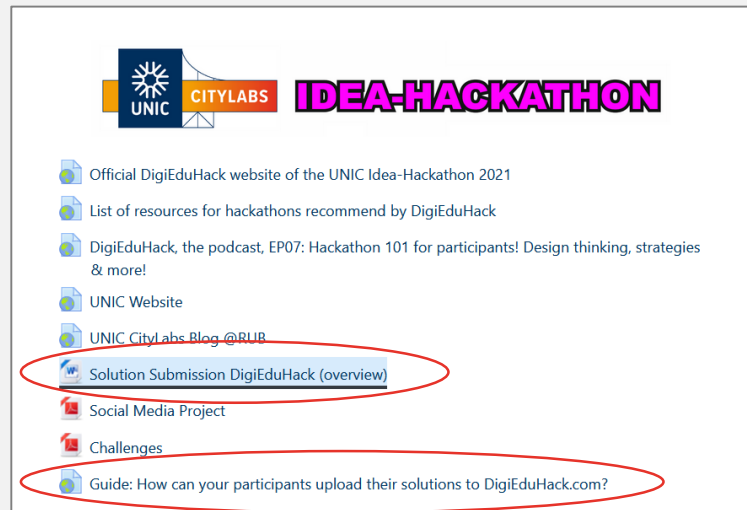 UNIC
CITYLABS
IDEA-HACKATHON
Official DigiEduHack website of the UNIC Idea-Hackathon 2021
List of resources for hackathons recommend by DigiEduHack
DigiEduHack, the podcast, EP07: Hackathon 101 for participants! Design thinking, strategies
& more!
UNIC Website
UNIC CityLabs Blog @RUB
Solution Submission DigiEduHack (overview)
Social Media Project
Challenges
Guide: How can your participants upload their solutions to DigiEduHack.com?